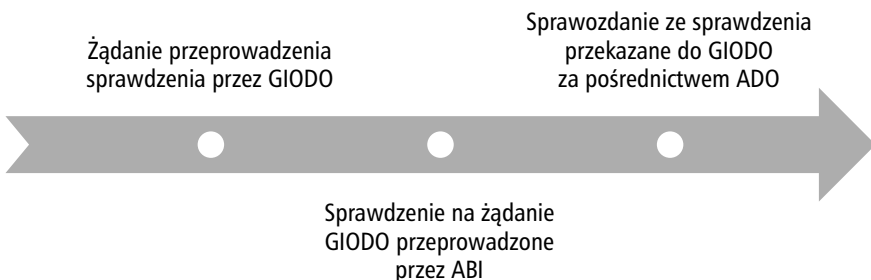 Żądanie przeprowadzenia
sprawdzenia przez GIODO
Sprawdzenie na żądanie
GIODO przeprowadzone
przez ABI
Sprawozdanie ze sprawdzenia
przekazane do GIODO
za pośrednictwem ADO